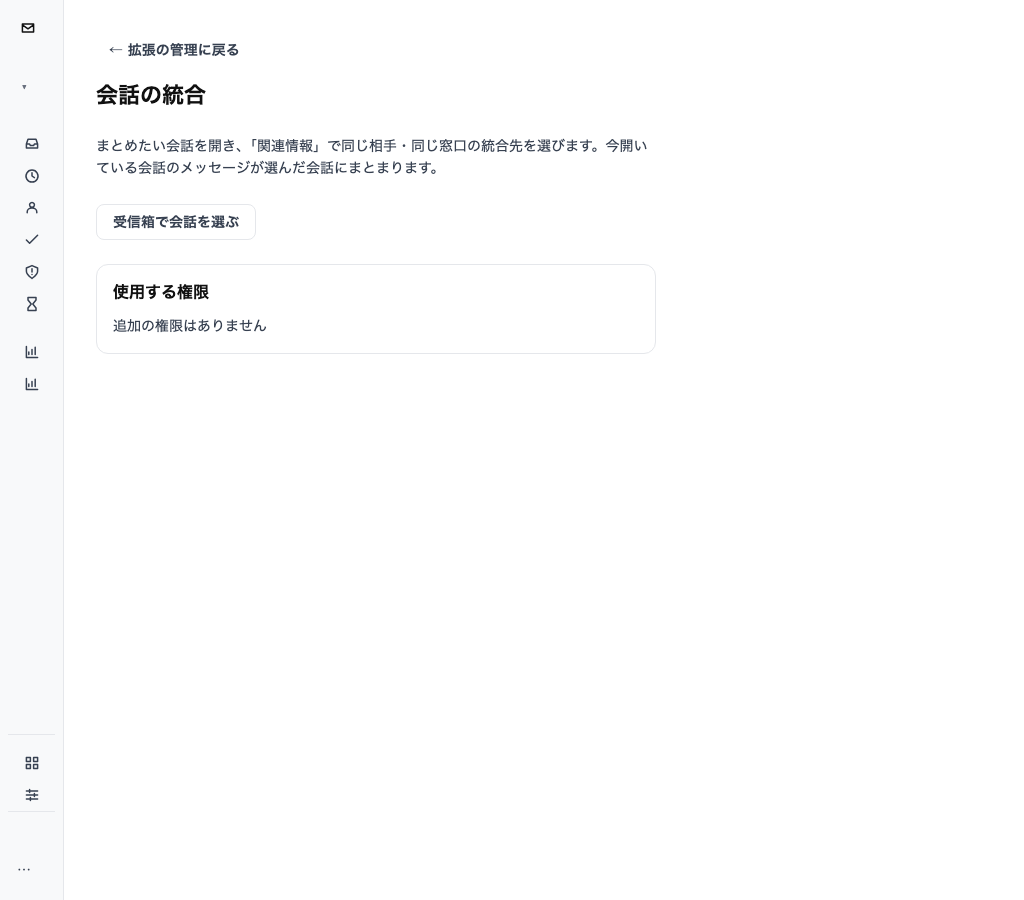 ← 拡張の管理に戻る
会話の統合
まとめたい会話を開き、「関連情報」で同じ相手・同じ窓口の統合先を選びます。今開い
ている会話のメッセージが選んだ会話にまとまります。
受信箱で会話を選ぶ
使用する権限
追加の権限はありません